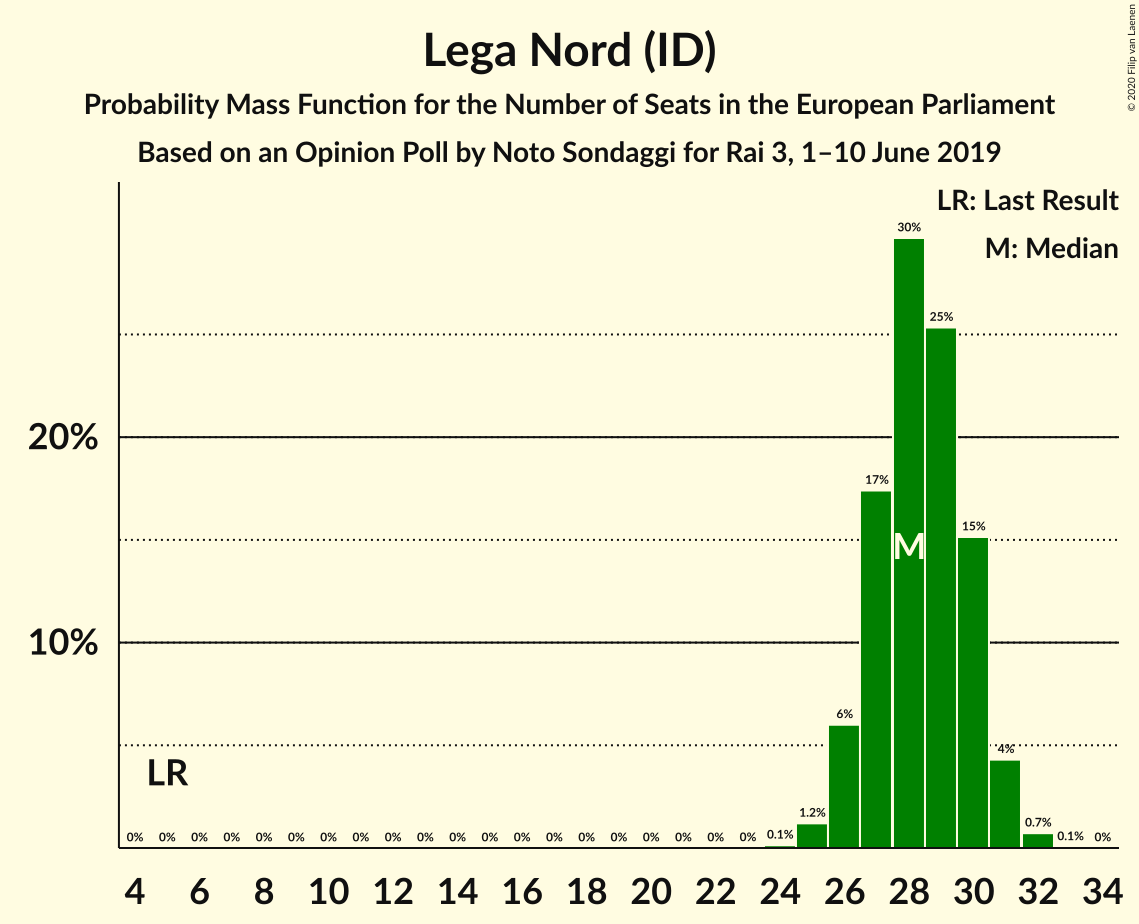 Lega Nord (ID)
Probability Mass Function for the Number of Seats in the European Parliament
Based on an Opinion Poll by Noto Sondaggi for Rai 3, 1–10 June 2019
© 2020 Filip van Laenen
LR: Last Result
M: Median
30%
25%
20%
17%
15%
M
10%
6%
4%
LR
1.2%
0.7%
0% 0% 0% 0% 0% 0% 0% 0% 0% 0% 0% 0% 0% 0% 0% 0% 0% 0% 0% 0% 0.1% 0.1% 0%
4 6 8 10 12 14 16 18 20 22 24 26 28 30 32 34